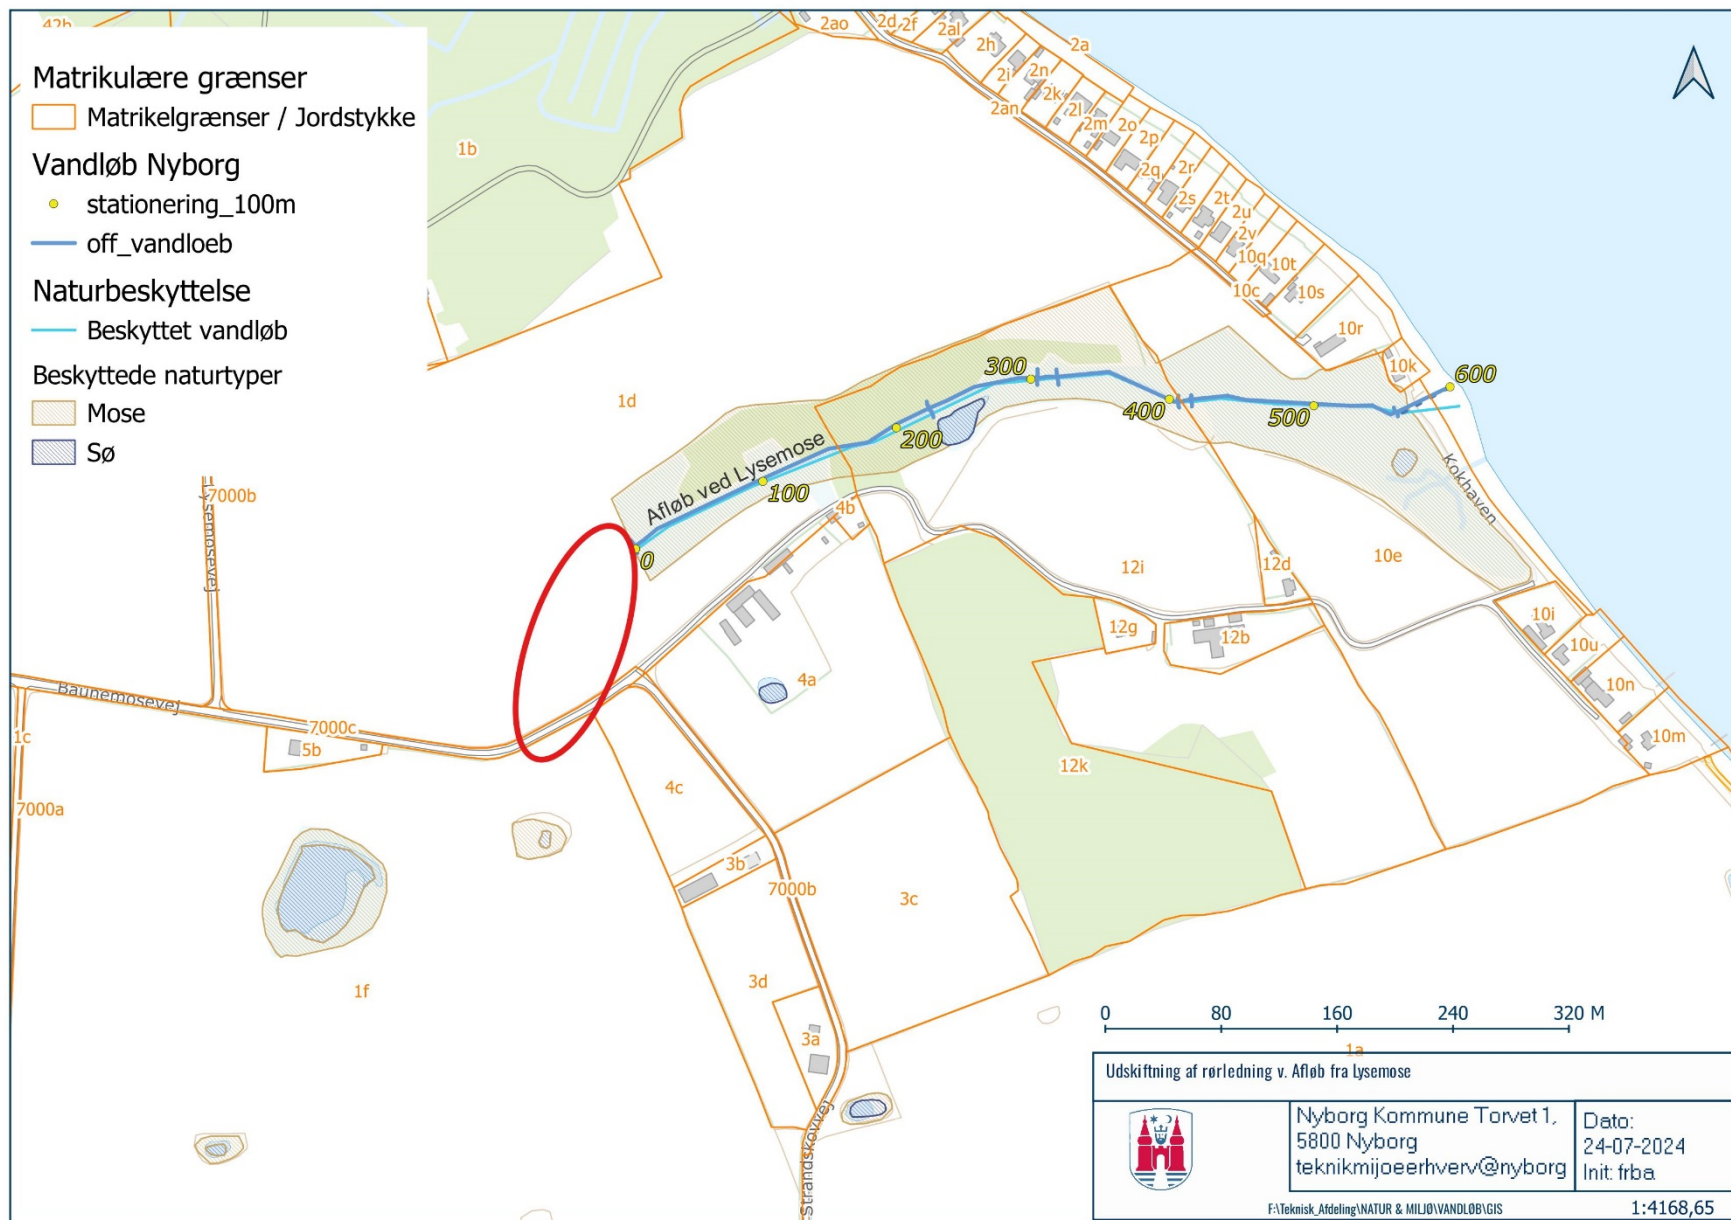 42b
Matrikulære grænser
Matrikelgrænser / Jordstykke
Vandløb Nyborg
stationering_100m
off_vandloeb
Naturbeskyttelse
Beskyttet vandløb
Beskyttede naturtyper
Mose
Sø
2ao
2d
2f
2al
2h
2a
2i
2n
2k
2an
2l
2m
2o
2p
2q
2r
2s
2t
2u
2v
10q
10t
10c
10s
10r
10k
1b
1d
300
400
500
600
200
100
0
Afløb ved Lysemose
Kokhaven
4b
12i
12d
10e
12g
12b
10i
10u
10n
10m
7000b
Lysemosevej
Baunemosevej
7000c
1c
5b
7000a
4a
4c
12k
3b
7000b
3c
1f
3d
3a
Strandskovvej
0 80 160 240 320 M
1a
Udskiftning af rørledning v. Afløb fra Lysemose
Nyborg Kommune Torvet 1,
5800 Nyborg
teknikmijoeerhverv@nyborg
Dato:
24-07-2024
Init: frba
F:\Teknisk_Afdeling\NATUR & MILJØ\VANDLØB\GIS
1:4168,65